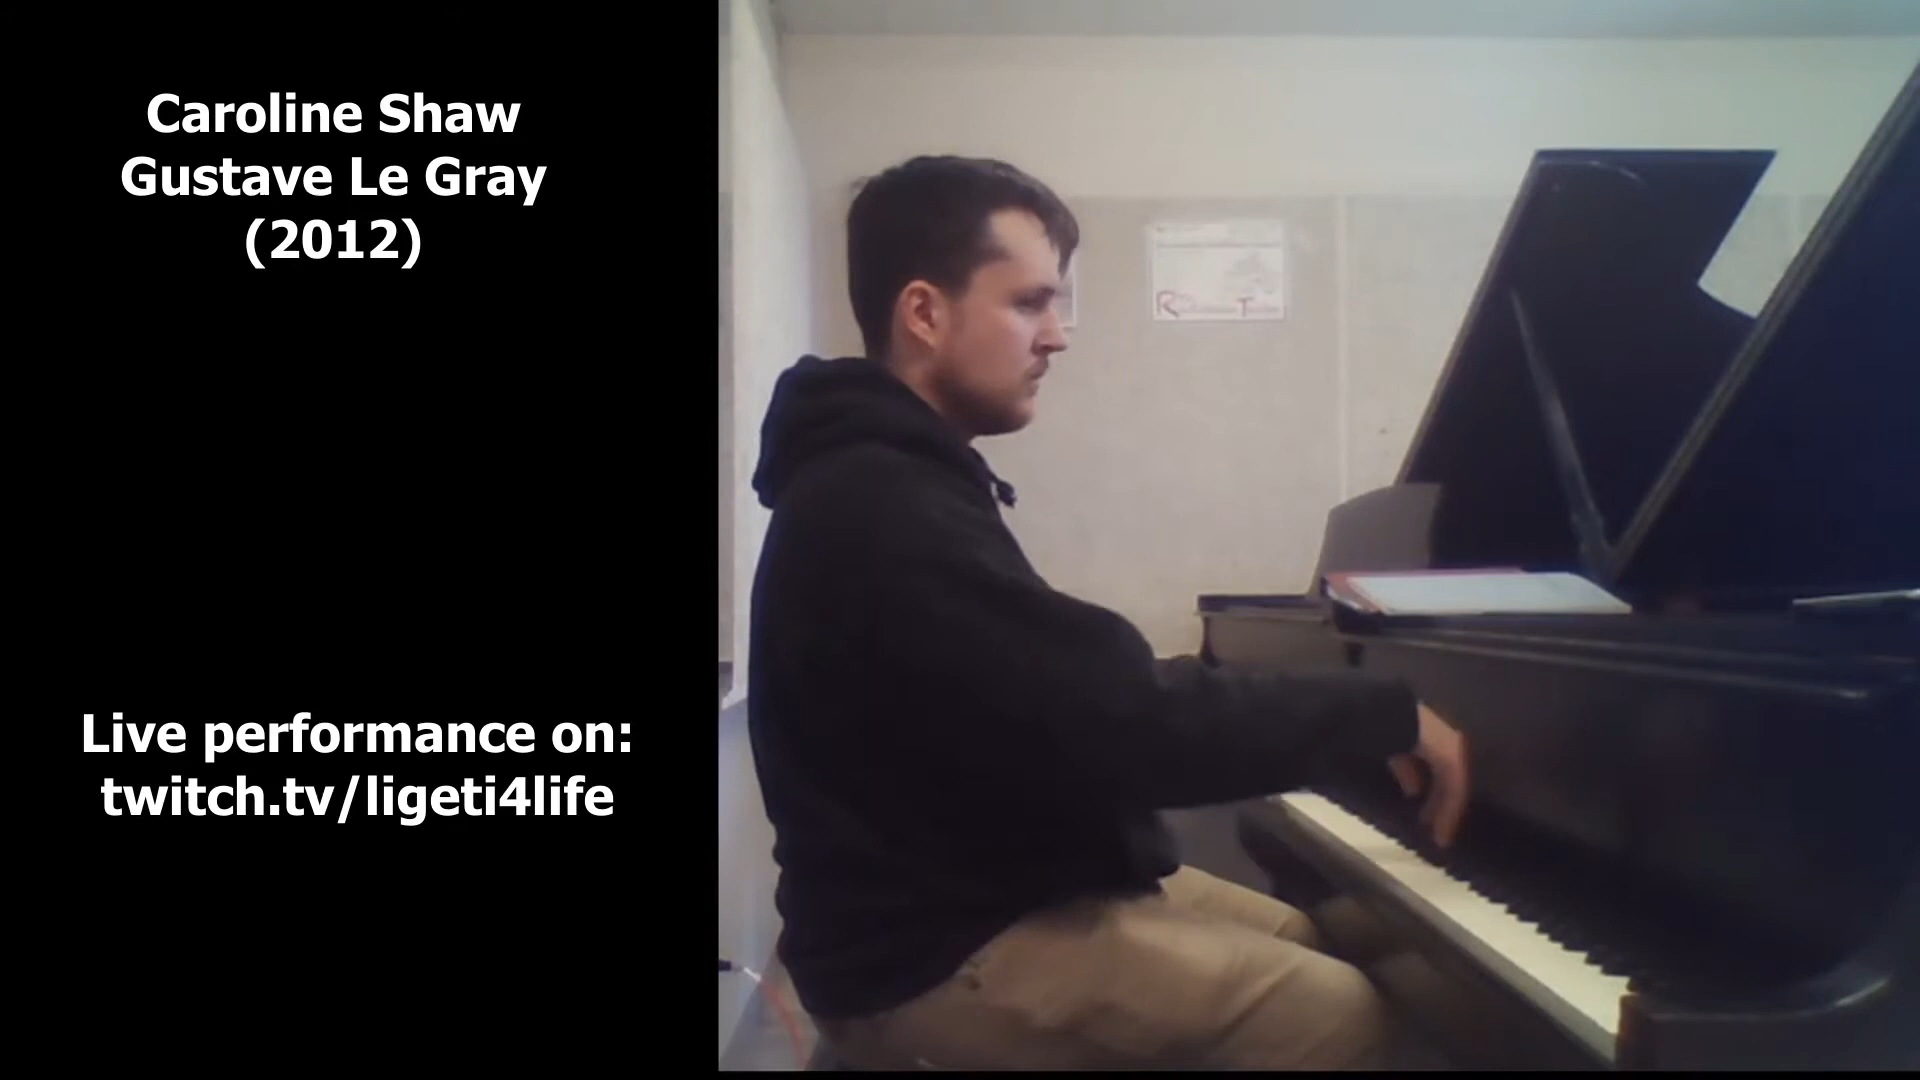 Caroline Shaw
Gustave Le Gray
(2012)
Live performance on:
twitch.tv/ligeti4life